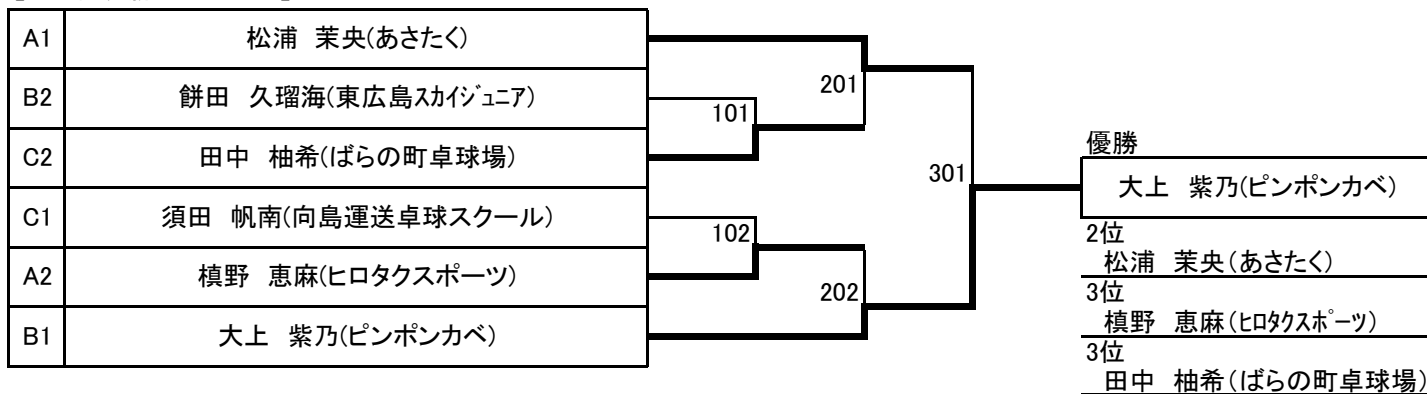 A1 松浦　茉央(あさたく)
B2 餅田　久瑠海(東広島ｽｶｲｼﾞｭﾆｱ)
C2 田中　柚希(ばらの町卓球場)
C1 須田　帆南(向島運送卓球スクール)
A2 槙野　恵麻(ヒロタクスポーツ)
B1 大上　紫乃(ピンポンカベ)
101
102
201
202
301
優勝
大上　紫乃(ピンポンカベ)
2位
松浦　茉央(あさたく)
3位
槙野　恵麻(ﾋﾛﾀｸｽﾎﾟｰﾂ)
3位
田中　柚希(ばらの町卓球場)